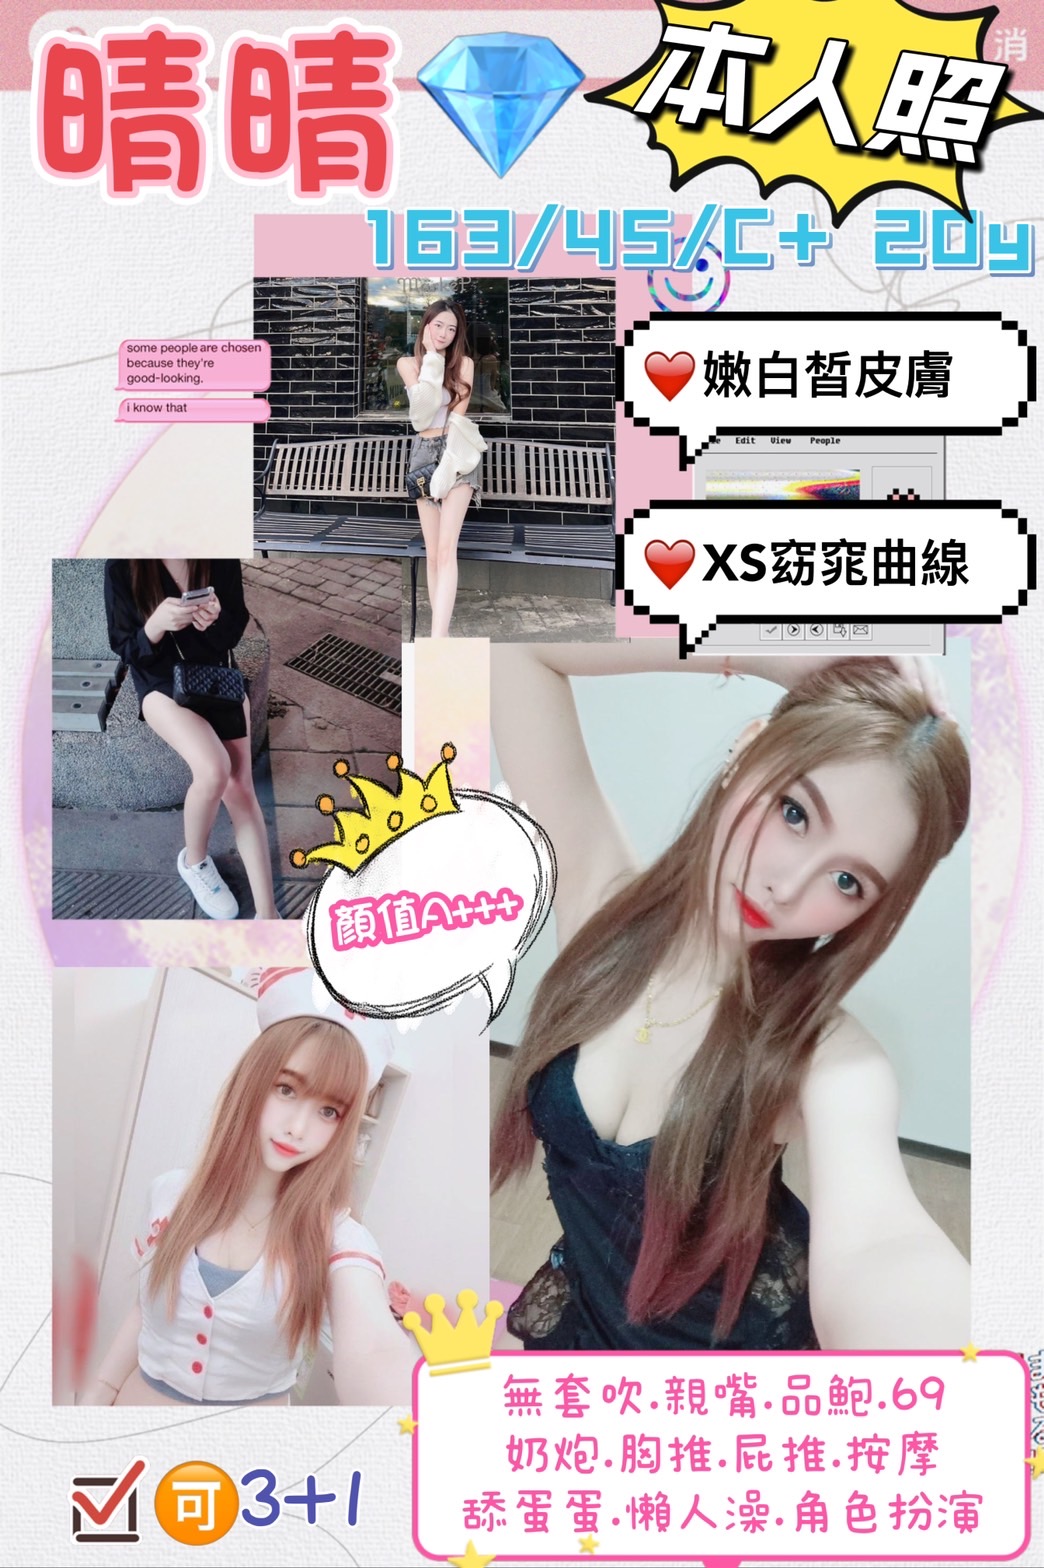 消
晴晴
本人照
163/45/C+ 20y
some people are chosen
because they're
good-looking.
i know that
❤️嫩白皙皮膚
Edit View People
❤️XS窈窕曲線
顏值A+++
無套吹.親嘴.品鮑.69
奶炮.胸推.屁推.按摩
舔蛋蛋.懶人澡.角色扮演
可3+1